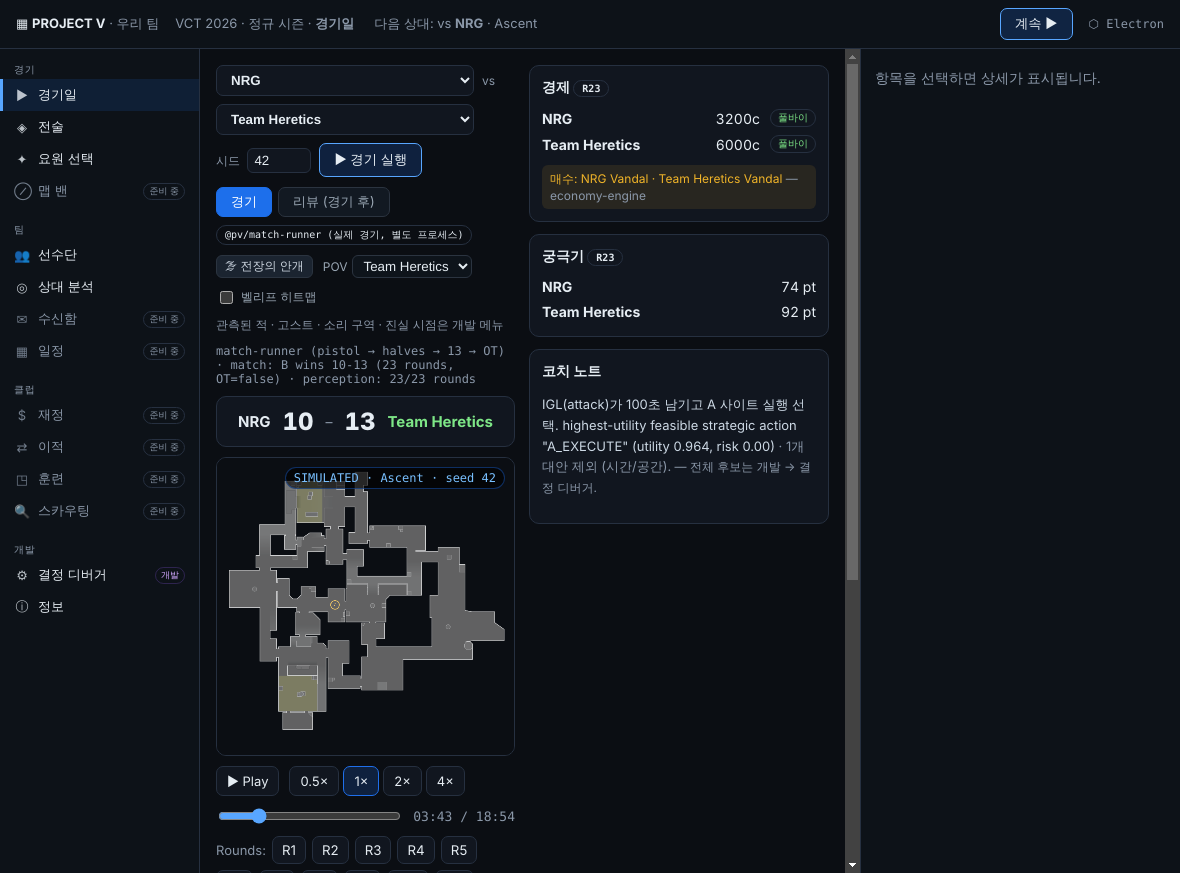 ▦ PROJECT V · 우리 팀 VCT 2026 · 정규 시즌 · 경기일 다음 상대: vs NRG · Ascent 계속 ▶ ⬡ Electron
경기
▶ 경기일
◈ 전술
✦ 요원 선택
맵 밴 준비 중
팀
선수단
◎ 상대 분석
✉ 수신함 준비 중
▦ 일정 준비 중
클럽
$ 재정 준비 중
⇄ 이적 준비 중
◳ 훈련 준비 중
스카우팅 준비 중
개발
⚙ 결정 디버거 개발
ⓘ 정보
NRG vs
Team Heretics
시드 42 ▶ 경기 실행
경기 리뷰 (경기 후)
@pv/match-runner (실제 경기, 별도 프로세스)
전장의 안개 POV Team Heretics
벨리프 히트맵
관측된 적 · 고스트 · 소리 구역 · 진실 시점은 개발 메뉴
match-runner (pistol → halves → 13 → OT)
· match: B wins 10-13 (23 rounds,
OT=false) · perception: 23/23 rounds
NRG 10 – 13 Team Heretics
SIMULATED · Ascent · seed 42
▶ Play 0.5× 1× 2× 4×
03:43 / 18:54
Rounds: R1 R2 R3 R4 R5
경제 R23
NRG 3200c 풀바이
Team Heretics 6000c 풀바이
매수: NRG Vandal · Team Heretics Vandal —
economy-engine
궁극기 R23
NRG 74 pt
Team Heretics 92 pt
코치 노트
IGL(attack)가 100초 남기고 A 사이트 실행 선
택. highest-utility feasible strategic action
"A_EXECUTE" (utility 0.964, risk 0.00) · 1개
대안 제외 (시간/공간). — 전체 후보는 개발 → 결
정 디버거.
항목을 선택하면 상세가 표시됩니다.